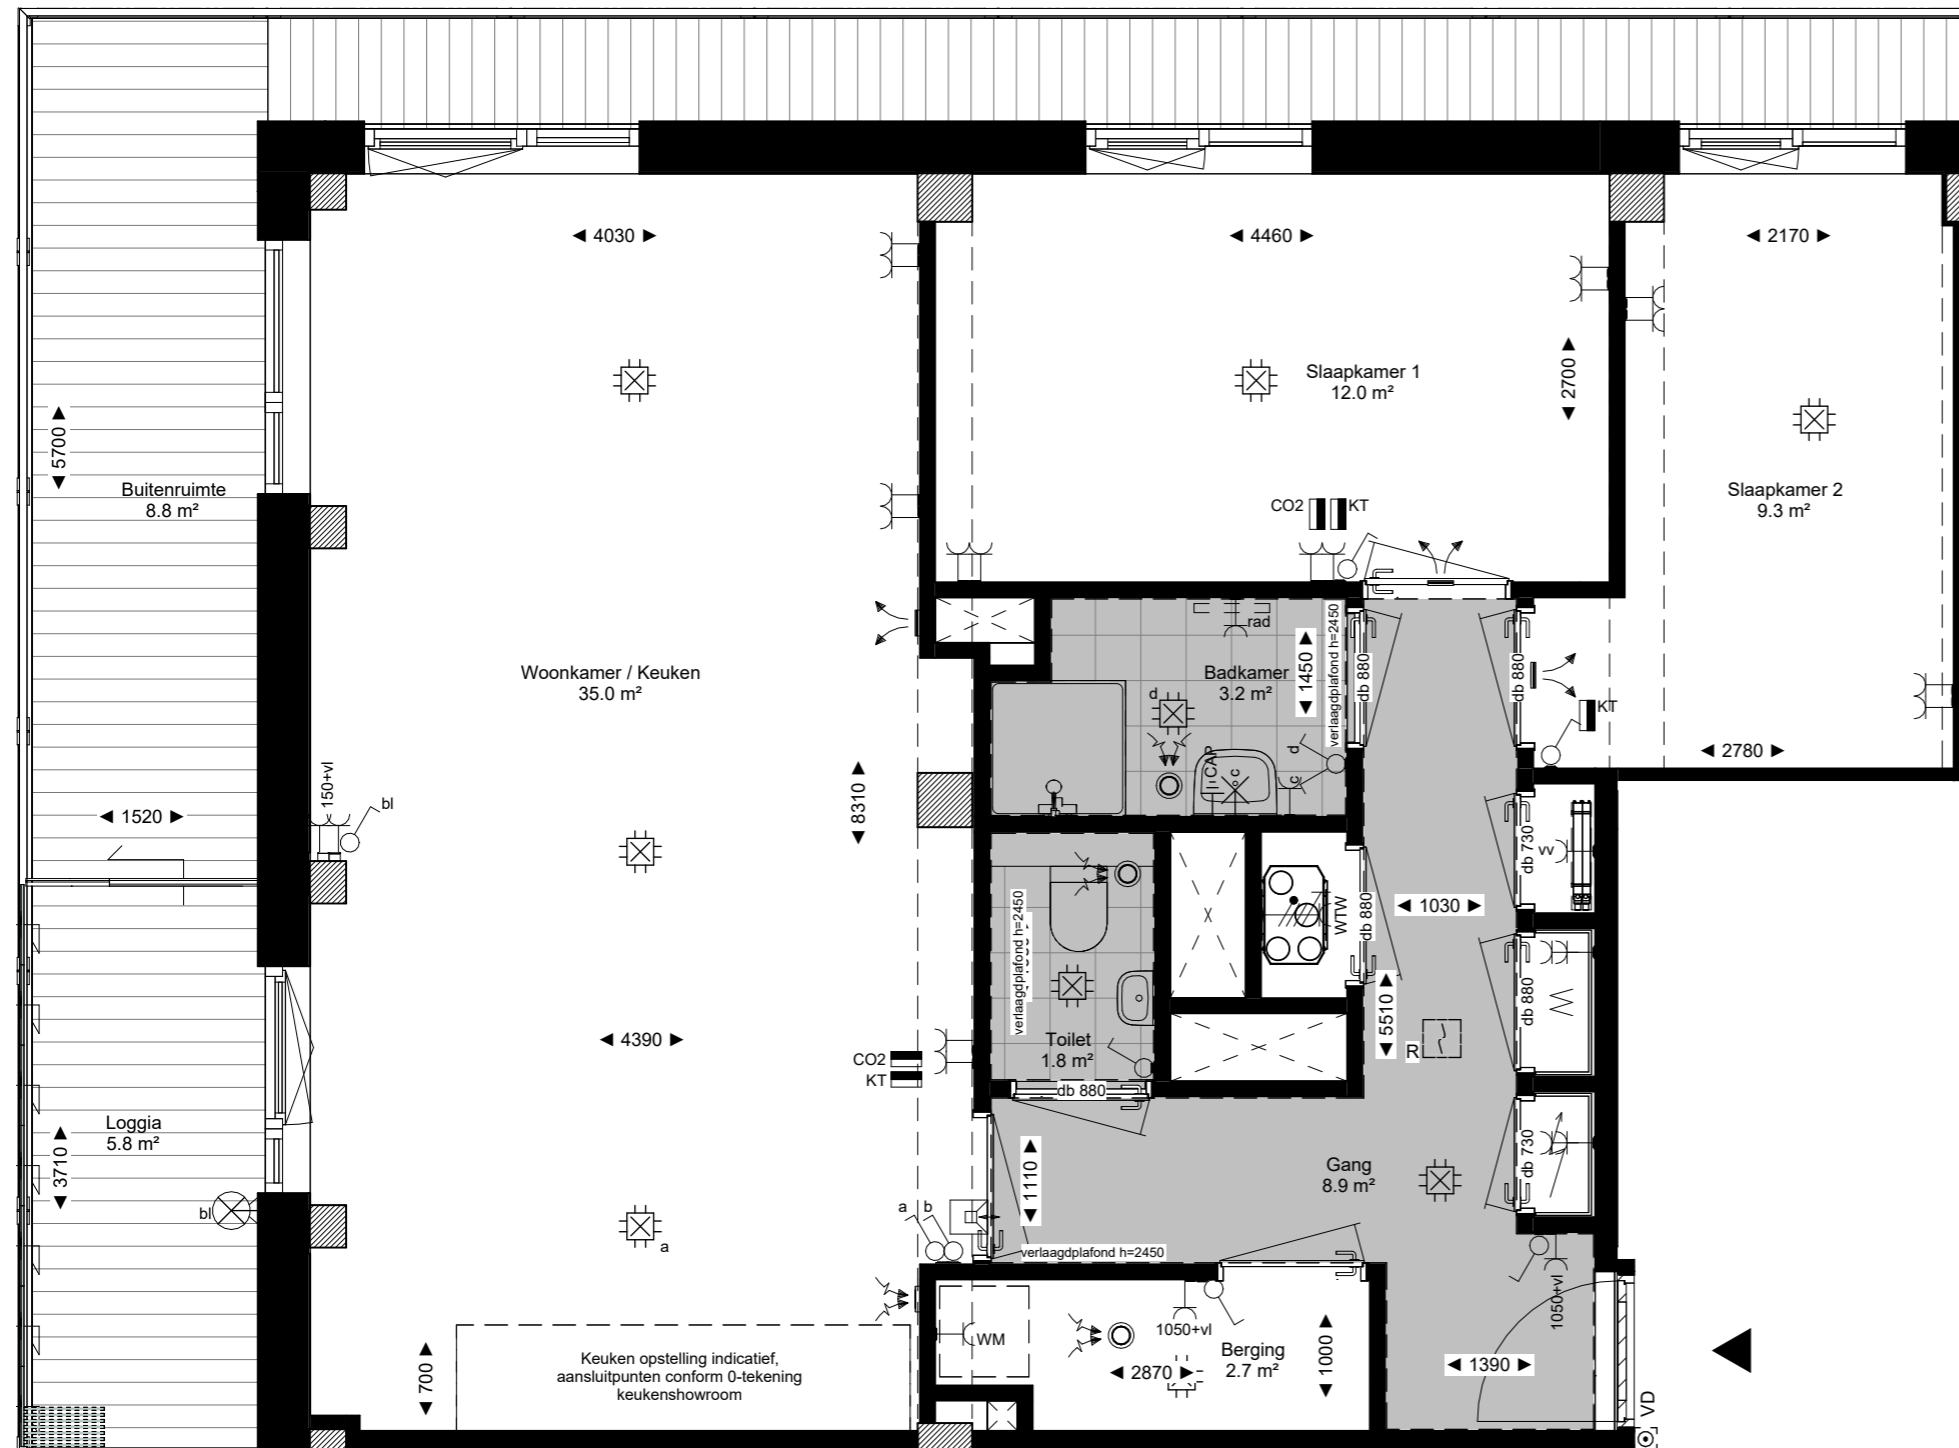 4030
4460
2170
Slaapkamer 1
12.0 m²
2700
5700
Buitenruimte
8.8 m²
CO2
KT
Slaapkamer 2
9.3 m²
Woonkamer / Keuken
35.0 m²
rad
Badkamer
3.2 m²
1450
verlaagdplafond h=2450
db 880
db 880
KT
d
d
CAP
c
c
2780
150+vl
bl
1520
8310
db 730
vv
1030
verlaagdplafond h=2450
WTW
db 880
5510
R
db 880
W
4390
CO2
KT
Toilet
1.8 m²
db 880
Loggia
5.8 m²
3710
bl
a
a
b
1110
verlaagdplafond h=2450
Gang
8.9 m²
db 730
1050+vl
WM
1050+vl
Berging
2.7 m²
2870
1000
1390
VD
700
Keuken opstelling indicatief,
aansluitpunten conform 0-tekening
keukenshowroom